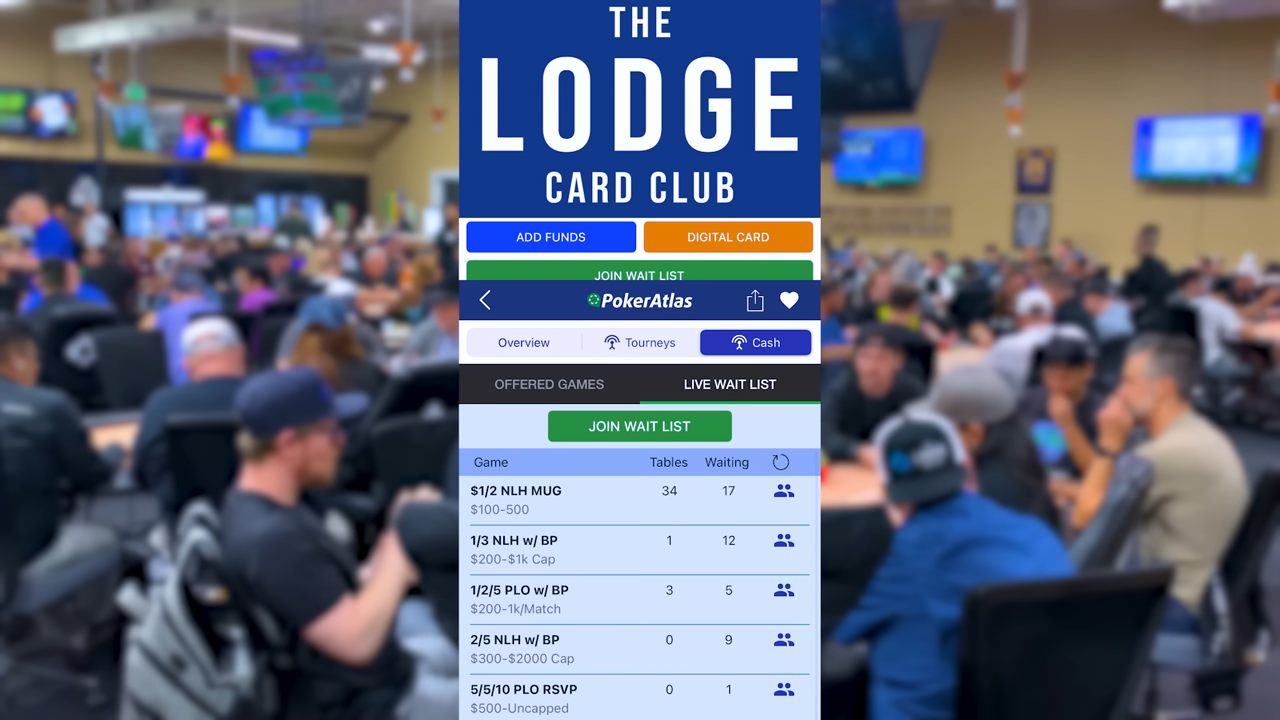 THE
LODGE
CARD CLUB
ADD FUNDS DIGITAL CARD
JOIN WAIT LIST
PokerAtlas
Overview Tourneys Cash
OFFERED GAMES LIVE WAIT LIST
JOIN WAIT LIST
Game Tables Waiting
$1/2 NLH MUG 34 17
$100-500
1/3 NLH w/ BP 1 12
$200-$1k Cap
1/2/5 PLO w/ BP 3 5
$200-1k/Match
2/5 NLH w/ BP 0 9
$300-$2000 Cap
5/5/10 PLO RSVP 0 1
$500-Uncapped